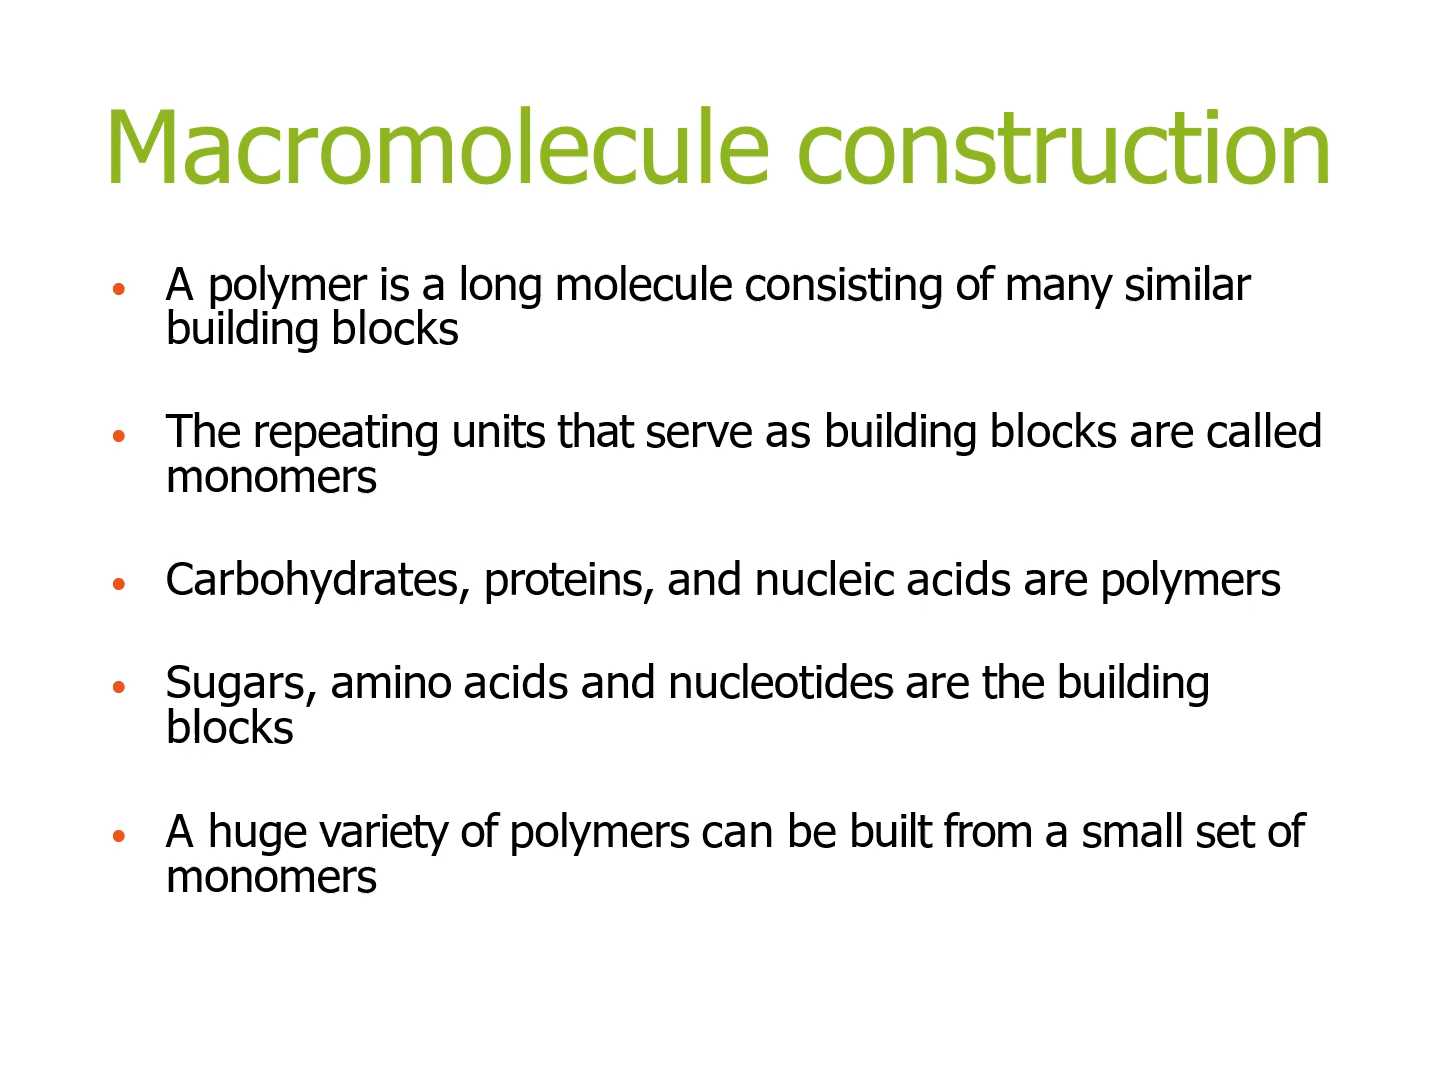 Macromolecule construction
• A polymer is a long molecule consisting of many similar
building blocks
• The repeating units that serve as building blocks are called
monomers
• Carbohydrates, proteins, and nucleic acids are polymers
• Sugars, amino acids and nucleotides are the building
blocks
• A huge variety of polymers can be built from a small set of
monomers